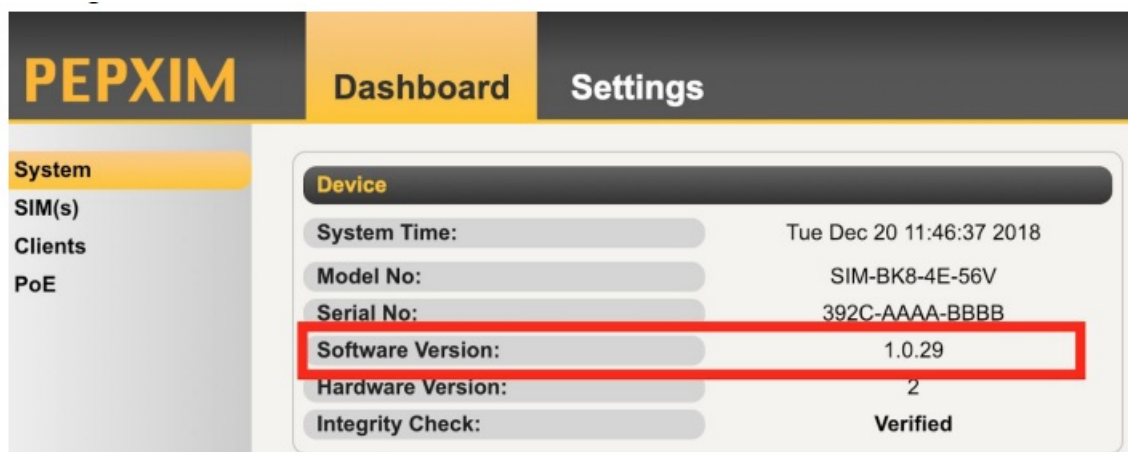 PEPXIM
Dashboard Settings
System
SIM(s)
Clients
PoE
Device
System Time: Tue Dec 20 11:46:37 2018
Model No: SIM-BK8-4E-56V
Serial No: 392C-AAAA-BBBB
Software Version: 1.0.29
Hardware Version: 2
Integrity Check: Verified